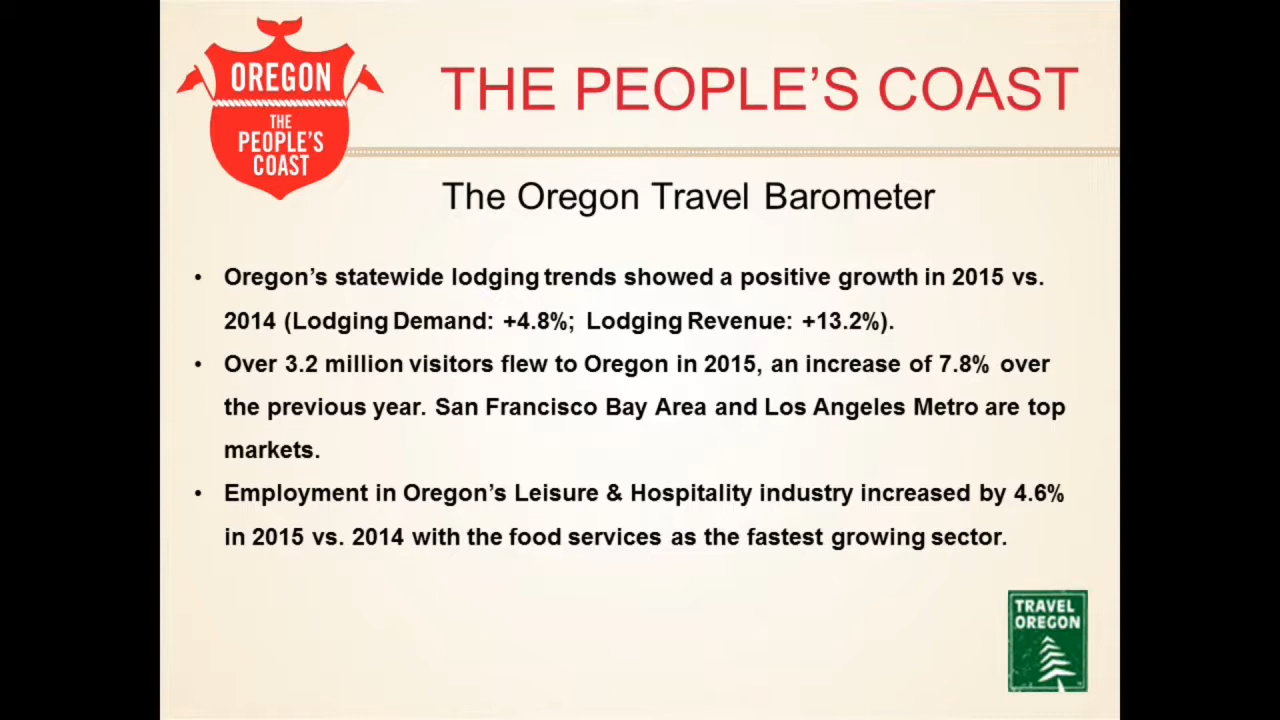 OREGON
THE
PEOPLE'S
COAST
THE PEOPLE'S COAST
The Oregon Travel Barometer
• Oregon's statewide lodging trends showed a positive growth in 2015 vs.
2014 (Lodging Demand: +4.8%; Lodging Revenue: +13.2%).
• Over 3.2 million visitors flew to Oregon in 2015, an increase of 7.8% over
the previous year. San Francisco Bay Area and Los Angeles Metro are top
markets.
• Employment in Oregon's Leisure & Hospitality industry increased by 4.6%
in 2015 vs. 2014 with the food services as the fastest growing sector.
TRAVEL
OREGON